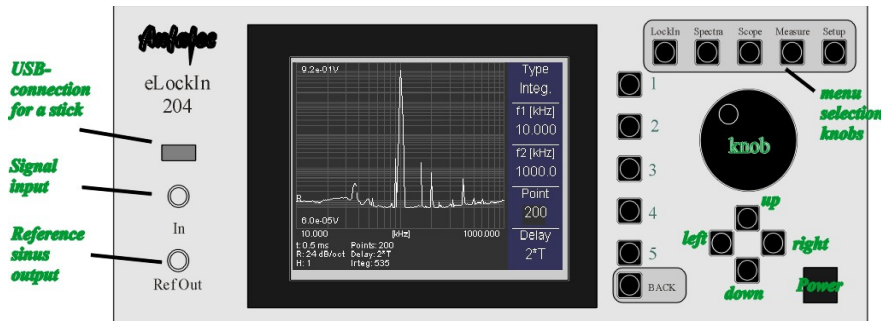 Anfatec
eLockIn
204
USB-
connection
for a stick
Signal
input
In
Reference
sinus
output
RefOut
9.2e-01V
6.0e-05V
R
10.000
[kHz]
1000.000
t:0.5 ms Points:200
R:24 dB/oct Delay:2*T
H: 1 Integ:535
Type
Integ.
f1 [kHz]
10.000
f2 [kHz]
1000.0
Point
200
Delay
2*T
LockIn Spectra Scope Measure Setup
menu
selection
knobs
1
2
3
4
5
BACK
knob
up
left
right
down
Power